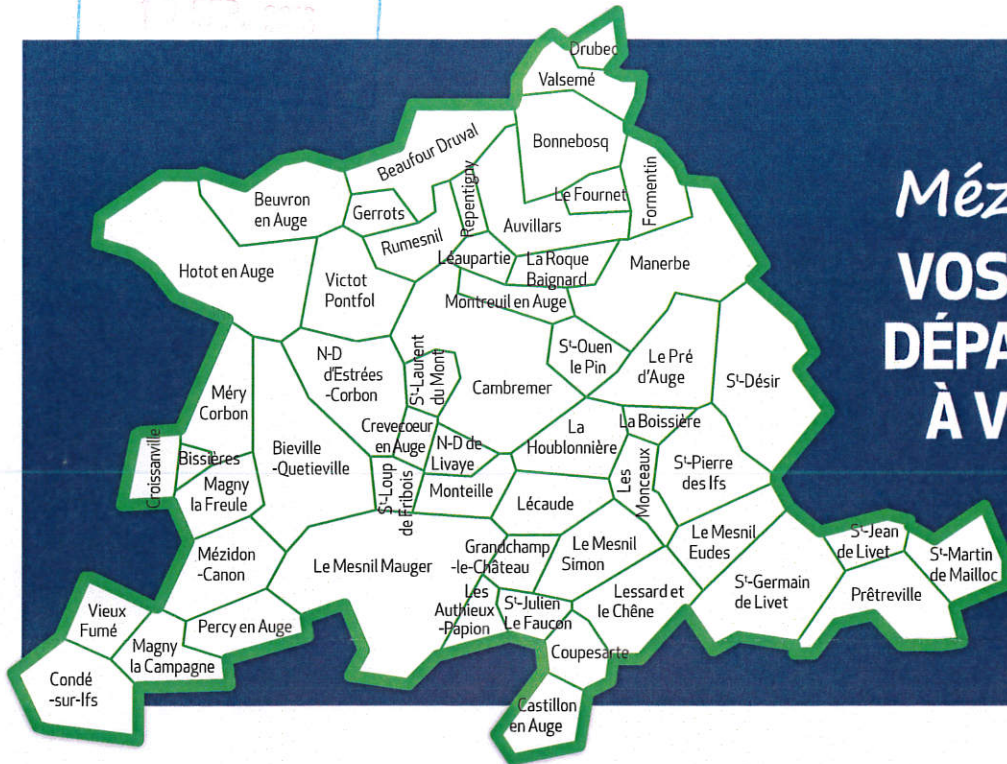 Drubec
Valserné
Bonnebosq
Beaufour Druval
Repentigny
Le Fournet
Formentin
Beuvron
en Auge
Gerrots
Rumesnil
Auvillars
Léaupartie
La Roque
Baignard
Manerbe
Hotot en Auge
Victot
Pontfol
Montreuil en Auge
St-Ouen
le Pin
Le Pré
d'Auge
St-Désir
N-D
d'Estrées
-Corbon
St-Laurent
du Mont
Cambremer
Méry
Corbon
Crevecoeur
en Auge
N-D de
Livaye
La
Houblonnière
La Boissière
Croissanville
Bissières
Bieville
-Quetieville
St-Loup
de Fribois
Monteille
Lécaude
Les
Monceaux
St-Pierre
des Ifs
Magny
la Freule
Mézidon
-Canon
Le Mesnil Mauger
Grandchamp
-le-Château
Le Mesnil
Simon
Le Mesnil
Eudes
St-Jean
de Livet
St-Martin
de Mailloc
St-Germain
de Livet
Prêtreville
Lessard et
le Chêne
Les
Authieux
-Papion
St-Julien
Le Faucon
Vieux
Fumé
Percy en Auge
Magny
la Campagne
Coupesarte
Condé
-sur-Ifs
Castillon
en Auge
Méz
VOS
DÉPA
À V